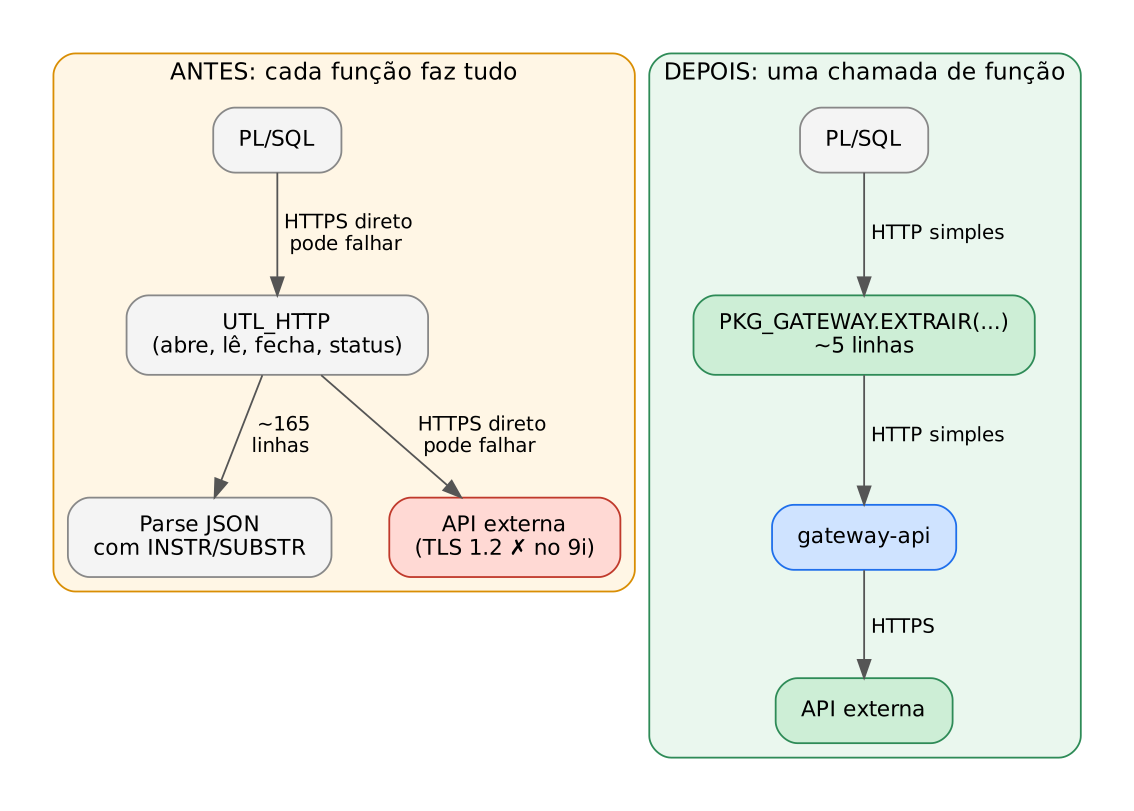 ANTES: cada função faz tudo
PL/SQL
HTTPS direto
pode falhar
UTL_HTTP
(abre, lê, fecha, status)
~165
linhas
HTTPS direto
pode falhar
Parse JSON
com INSTR/SUBSTR
API externa
(TLS 1.2 ✗ no 9i)
DEPOIS: uma chamada de função
PL/SQL
HTTP simples
PKG_GATEWAY.EXTRAIR(...)
~5 linhas
HTTP simples
gateway-api
HTTPS
API externa